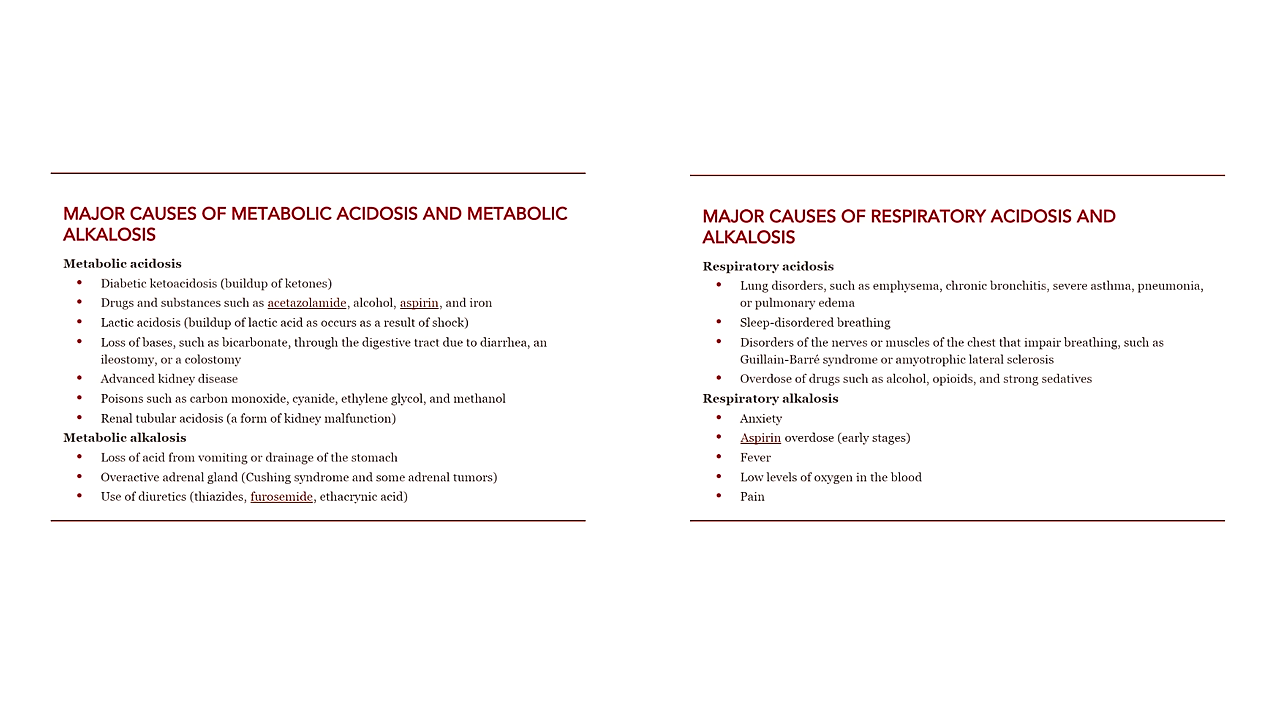 MAJOR CAUSES OF METABOLIC ACIDOSIS AND METABOLIC
ALKALOSIS
Metabolic acidosis
• Diabetic ketoacidosis (buildup of ketones)
• Drugs and substances such as acetazolamide, alcohol, aspirin, and iron
• Lactic acidosis (buildup of lactic acid as occurs as a result of shock)
• Loss of bases, such as bicarbonate, through the digestive tract due to diarrhea, an
ileostomy, or a colostomy
• Advanced kidney disease
• Poisons such as carbon monoxide, cyanide, ethylene glycol, and methanol
• Renal tubular acidosis (a form of kidney malfunction)
Metabolic alkalosis
• Loss of acid from vomiting or drainage of the stomach
• Overactive adrenal gland (Cushing syndrome and some adrenal tumors)
• Use of diuretics (thiazides, furosemide, ethacrynic acid)
MAJOR CAUSES OF RESPIRATORY ACIDOSIS AND
ALKALOSIS
Respiratory acidosis
• Lung disorders, such as emphysema, chronic bronchitis, severe asthma, pneumonia,
or pulmonary edema
• Sleep-disordered breathing
• Disorders of the nerves or muscles of the chest that impair breathing, such as
Guillain-Barré syndrome or amyotrophic lateral sclerosis
• Overdose of drugs such as alcohol, opioids, and strong sedatives
Respiratory alkalosis
• Anxiety
• Aspirin overdose (early stages)
• Fever
• Low levels of oxygen in the blood
• Pain